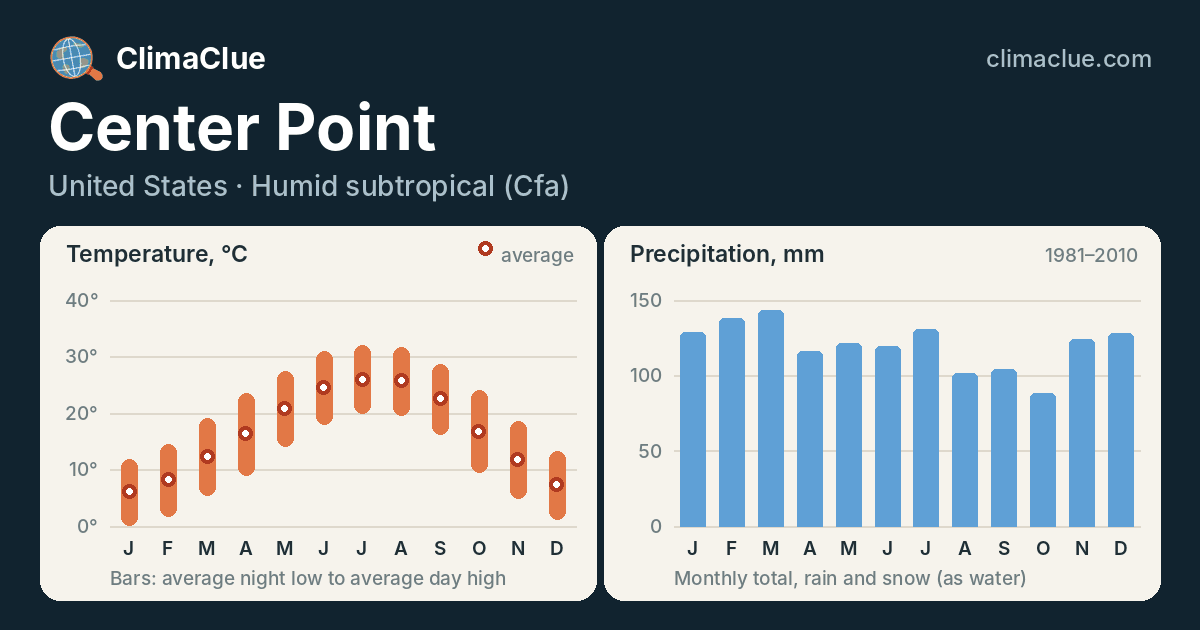 ClimaClue
climaclue.com
Center Point
United States · Humid subtropical (Cfa)
Temperature, °C
average
40°
30°
20°
10°
0°
J F M A M J J A S O N D
Bars: average night low to average day high
Precipitation, mm
1981–2010
150
100
50
0
J F M A M J J A S O N D
Monthly total, rain and snow (as water)